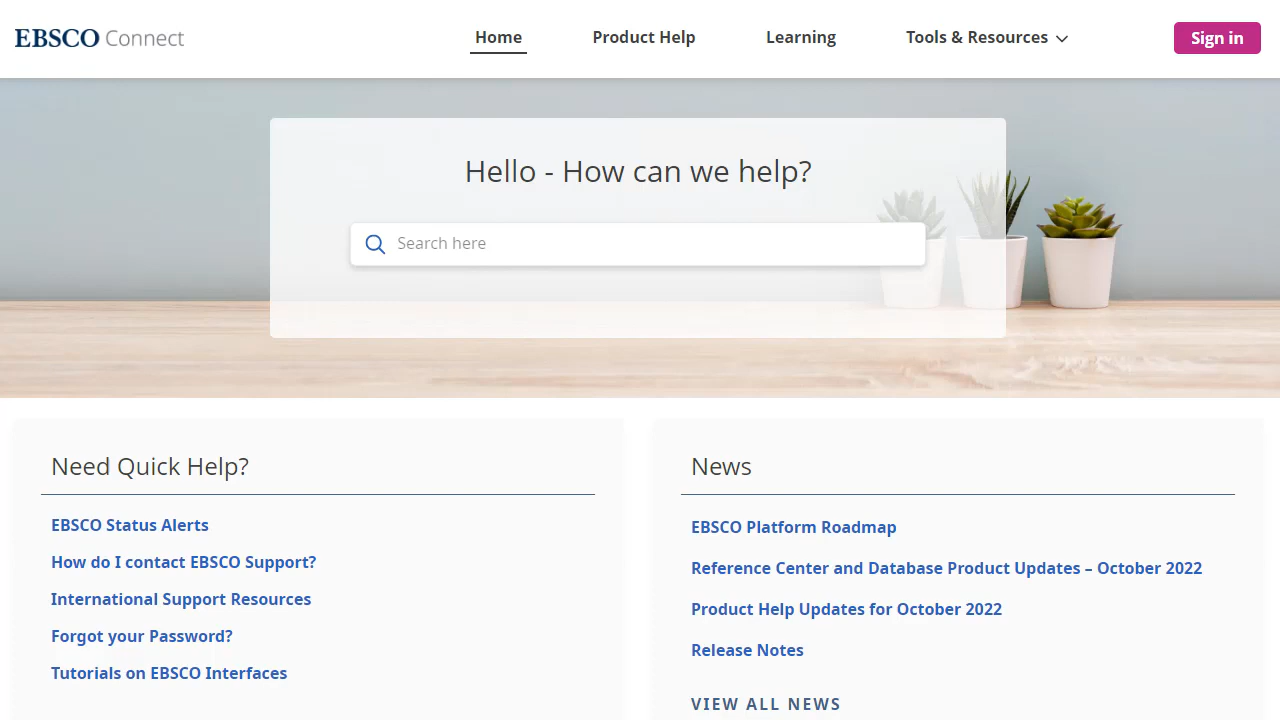 EBSCO Connect
Home
Product Help
Learning
Tools & Resources
Sign in
Hello - How can we help?
Search here
Need Quick Help?
EBSCO Status Alerts
How do I contact EBSCO Support?
International Support Resources
Forgot your Password?
Tutorials on EBSCO Interfaces
News
EBSCO Platform Roadmap
Reference Center and Database Product Updates – October 2022
Product Help Updates for October 2022
Release Notes
VIEW ALL NEWS